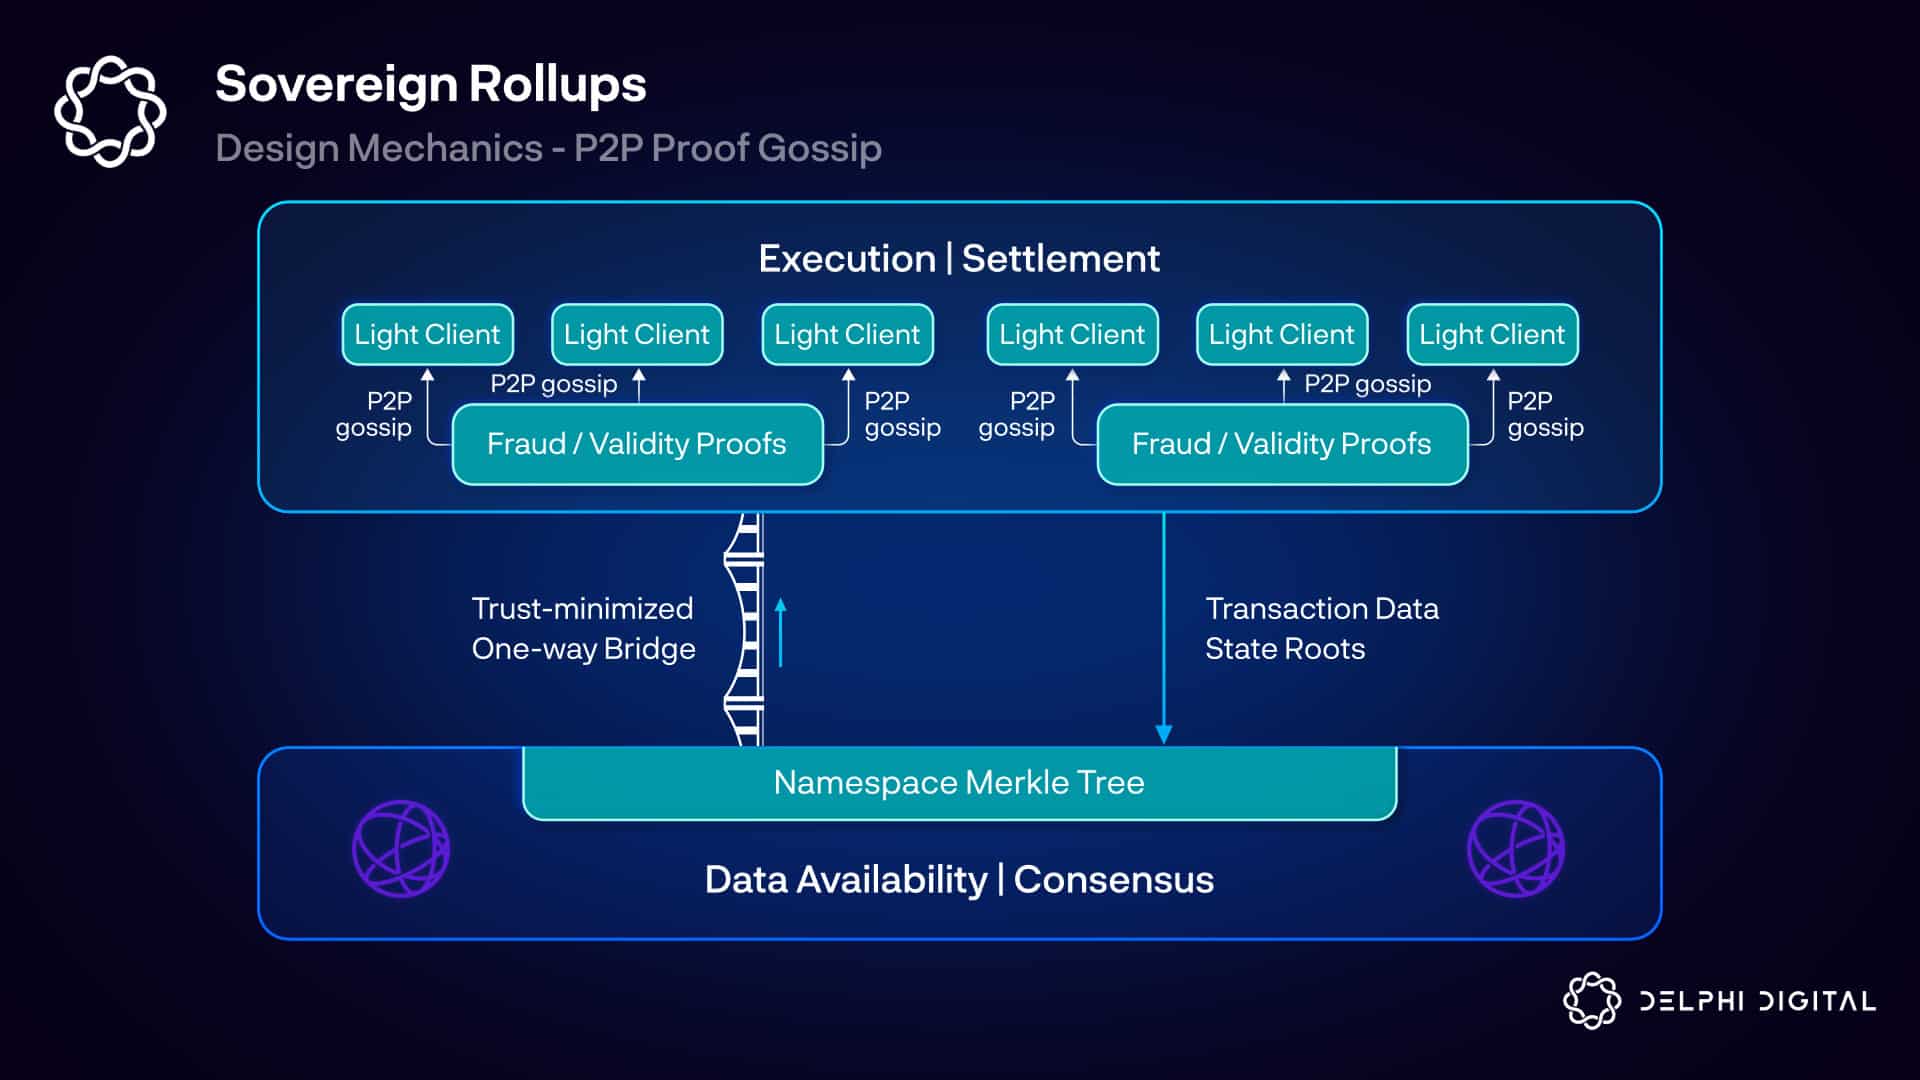 Sovereign Rollups
Design Mechanics - P2P Proof Gossip
Execution | Settlement
Light Client
Light Client
Light Client
Light Client
Light Client
Light Client
P2P
gossip
P2P gossip
P2P
gossip
P2P
gossip
P2P gossip
P2P
gossip
Fraud / Validity Proofs
Fraud / Validity Proofs
Trust-minimized
One-way Bridge
Transaction Data
State Roots
Namespace Merkle Tree
Data Availability | Consensus
DELPHI DIGITAL